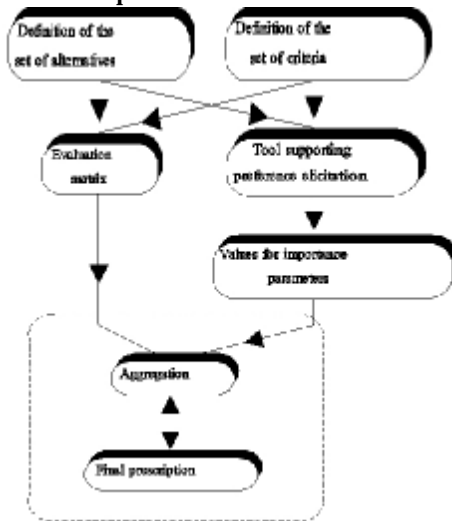 Definition of the
set of alternatives
Definition of the
set of criteria
Evaluation
matrix
Tool supporting
preference elicitation
Values for importance
parameters
Aggregation
Final prescription